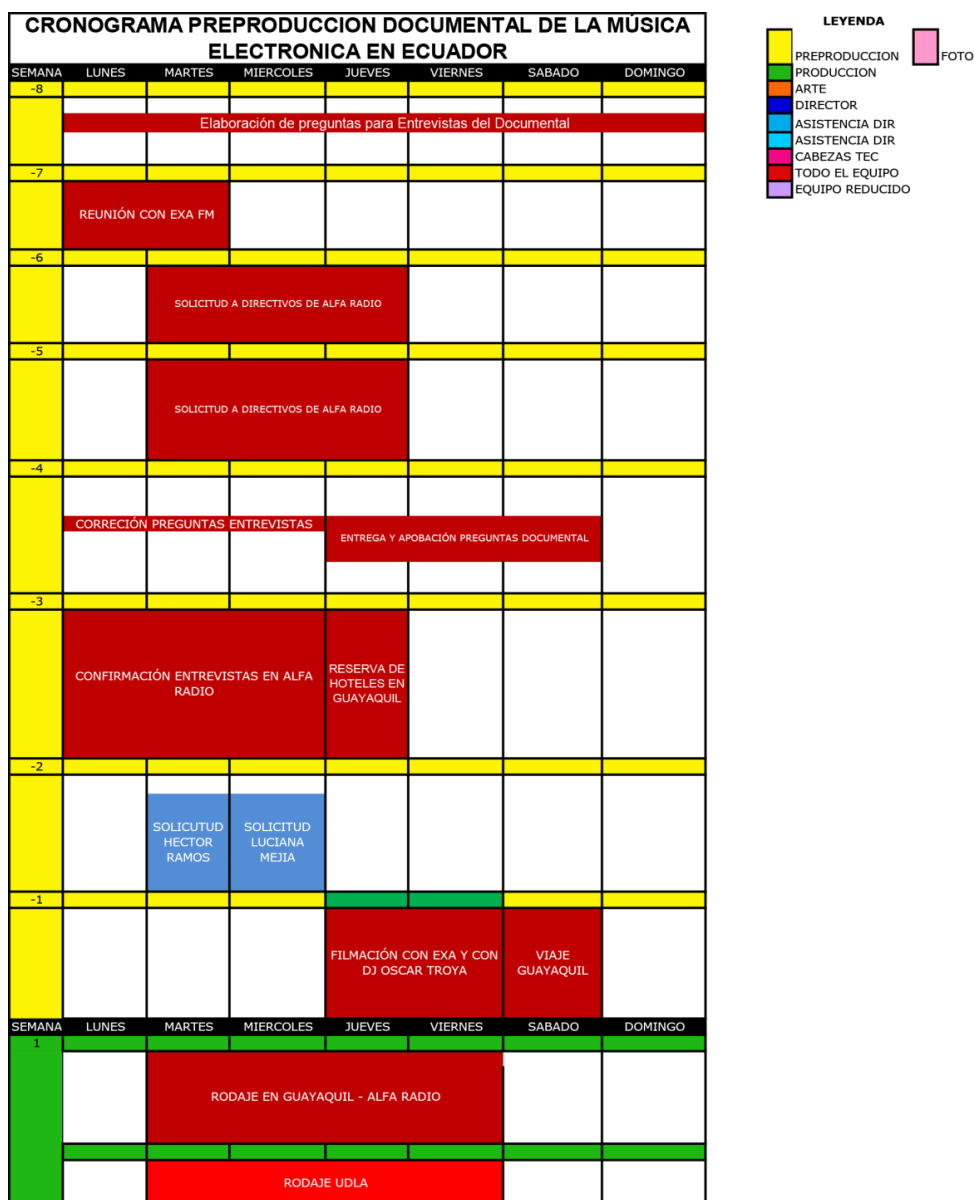 CRONOGRAMA PREPRODUCCION DOCUMENTAL DE LA MÚSICA
ELECTRONICA EN ECUADOR
SEMANA LUNES MARTES MIERCOLES JUEVES VIERNES SABADO DOMINGO
-8
Elaboración de preguntas para Entrevistas del Documental
-7
REUNIÓN CON EXA FM
-6
SOLICITUD A DIRECTIVOS DE ALFA RADIO
-5
SOLICITUD A DIRECTIVOS DE ALFA RADIO
-4
CORRECIÓN PREGUNTAS ENTREVISTAS
ENTREGA Y APOBACIÓN PREGUNTAS DOCUMENTAL
-3
CONFIRMACIÓN ENTREVISTAS EN ALFA
RADIO
RESERVA DE
HOTELES EN
GUAYAQUIL
-2
SOLICUTUD
HECTOR
RAMOS
SOLICITUD
LUCIANA
MEJIA
-1
FILMACIÓN CON EXA Y CON
DJ OSCAR TROYA
VIAJE
GUAYAQUIL
SEMANA LUNES MARTES MIERCOLES JUEVES VIERNES SABADO DOMINGO
1
RODAJE EN GUAYAQUIL - ALFA RADIO
RODAJE UDLA
LEYENDA
PREPRODUCCION FOTO
PRODUCCION
ARTE
DIRECTOR
ASISTENCIA DIR
ASISTENCIA DIR
CABEZAS TEC
TODO EL EQUIPO
EQUIPO REDUCIDO